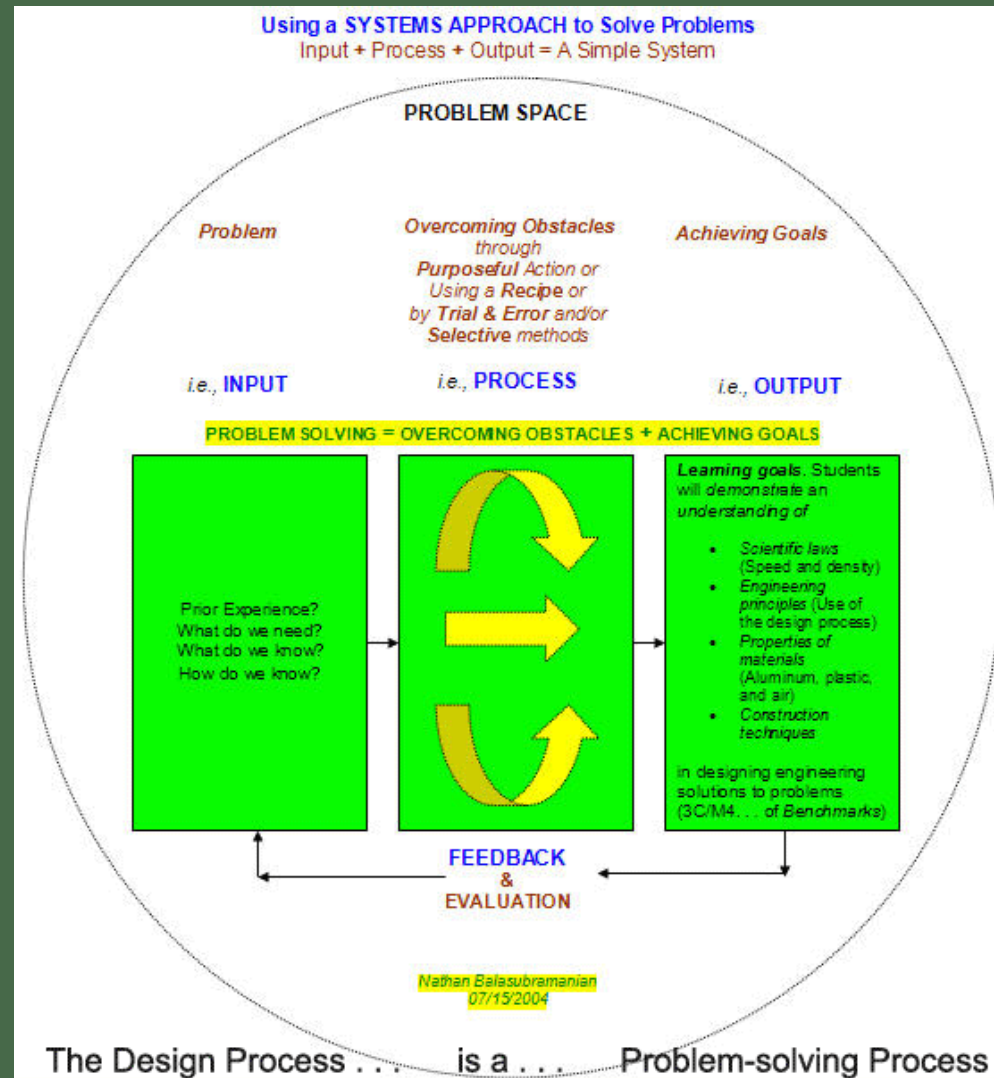 Using a SYSTEMS APPROACH to Solve Problems
Input + Process + Output = A Simple System
PROBLEM SPACE
Problem
Overcoming Obstacles
through
Purposeful Action or
Using a Recipe or
by Trial & Error and/or
Selective methods
Achieving Goals
i.e., INPUT
i.e., PROCESS
i.e., OUTPUT
PROBLEM SOLVING = OVERCOMING OBSTACLES + ACHIEVING GOALS
Prior Experience?
What do we need?
What do we know?
How do we know?
Learning goals. Students
will demonstrate an
understanding of
• Scientific laws
(Speed and density)
• Engineering
principles (Use of
the design process)
• Properties of
materials
(Aluminum, plastic,
and air)
• Construction
techniques
in designing engineering
solutions to problems
(3C/M4. . . of Benchmarks)
FEEDBACK
&
EVALUATION
Nathan Balasubramanian
07/15/2004
The Design Process . . . is a . . . Problem-solving Process